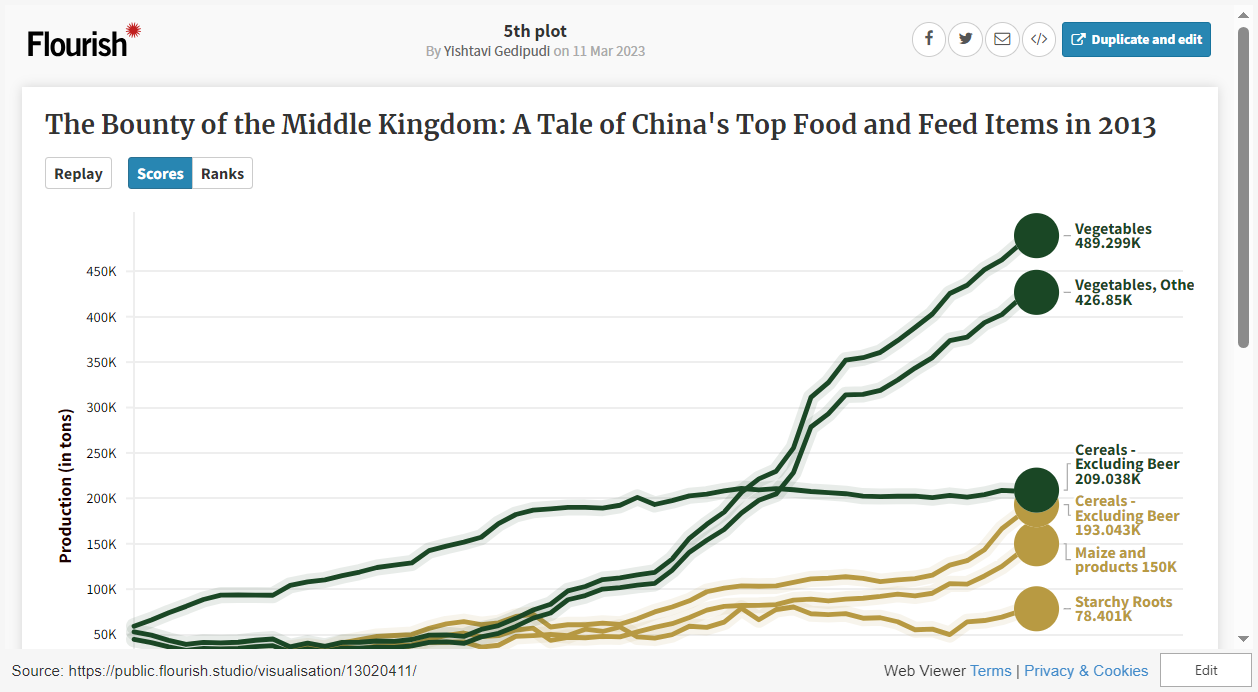 Flourish
5th plot
By Yishtavi Gedipudi on 11 Mar 2023
</>
Duplicate and edit
The Bounty of the Middle Kingdom: A Tale of China's Top Food and Feed Items in 2013
Replay
Scores
Ranks
Production (in tons)
450K
400K
350K
300K
250K
200K
150K
100K
50K
Vegetables
489.299K
Vegetables, Othe
426.85K
Cereals -
Excluding Beer
209.038K
Cereals -
Excluding Beer
193.043K
Maize and
products 150K
Starchy Roots
78.401K
Source: https://public.flourish.studio/visualisation/13020411/
Web Viewer Terms | Privacy & Cookies
Edit